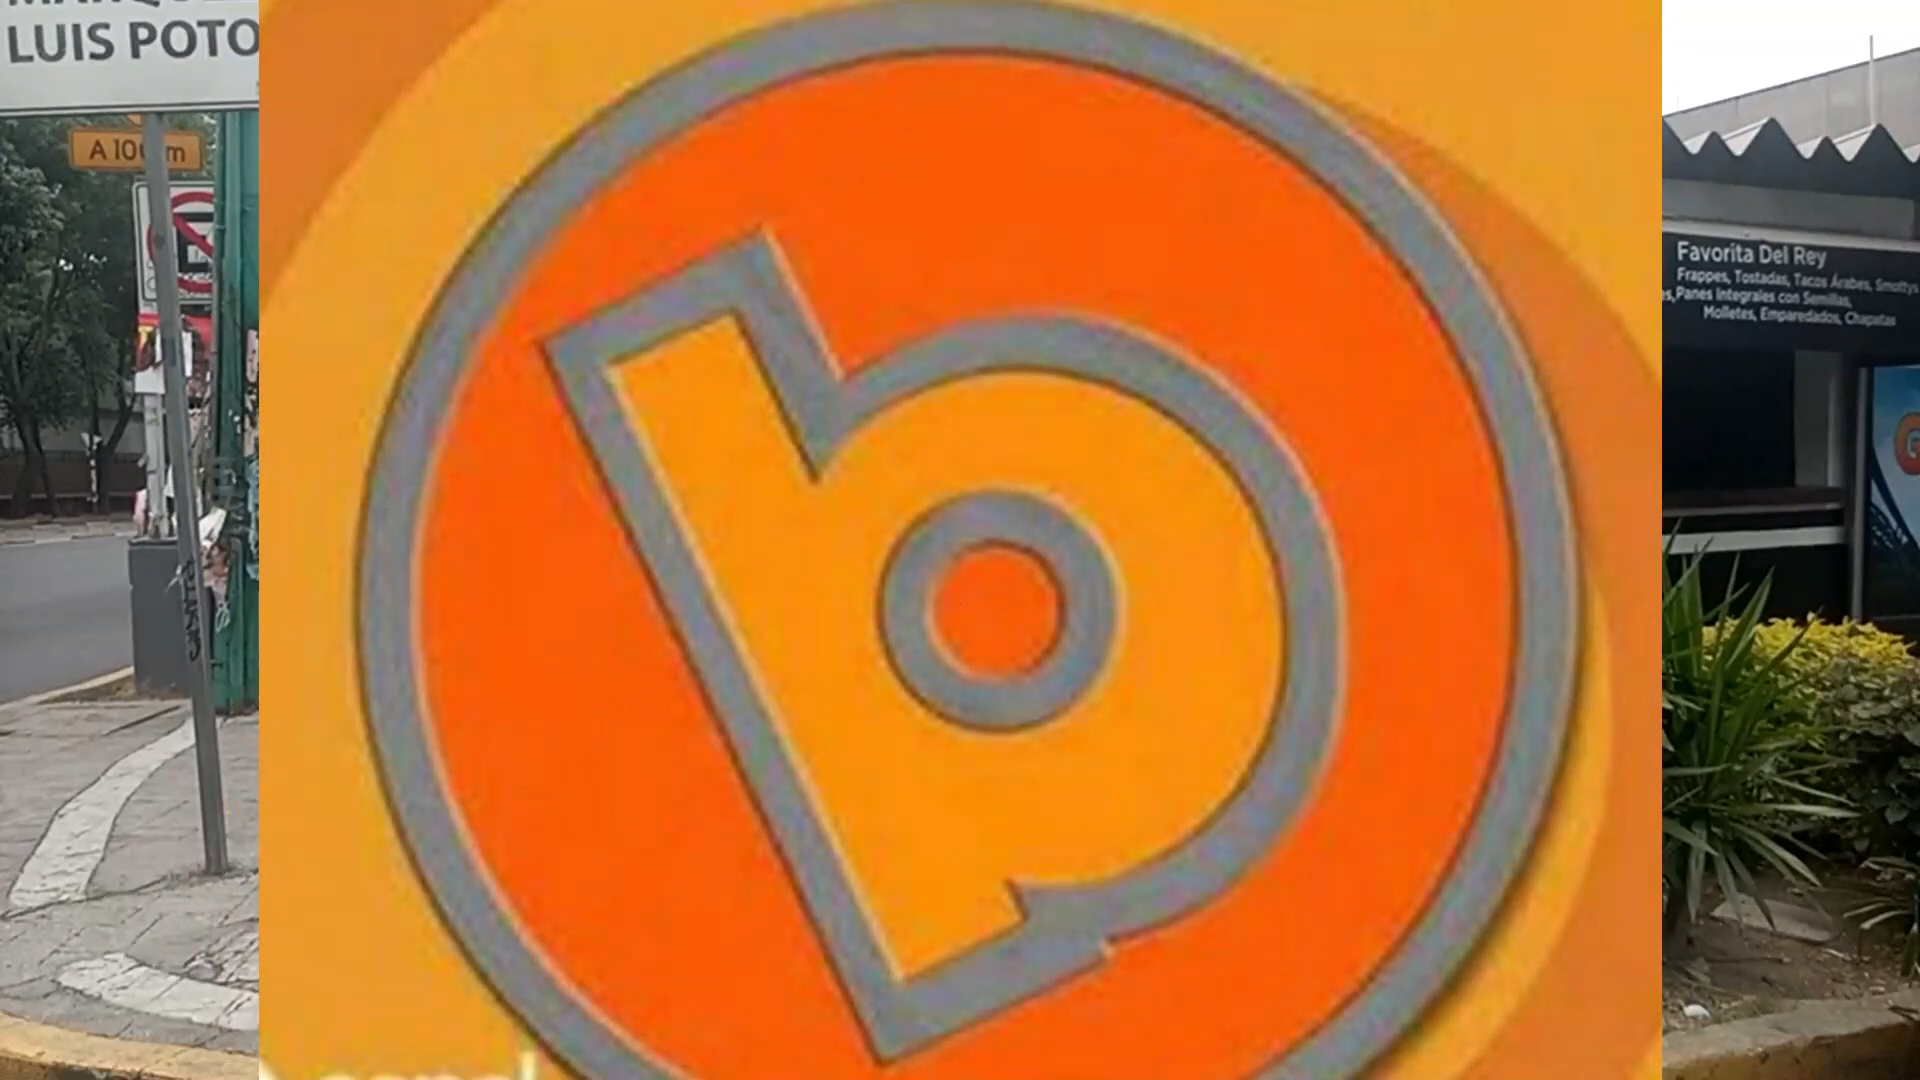 LUIS POTO
A 100 m
b
Favorita Del Rey
Frappes, Tostadas, Tacos Árabes, Smottys
Panes Integrales con Semillas,
Molletes, Emparedados, Chapatas
G